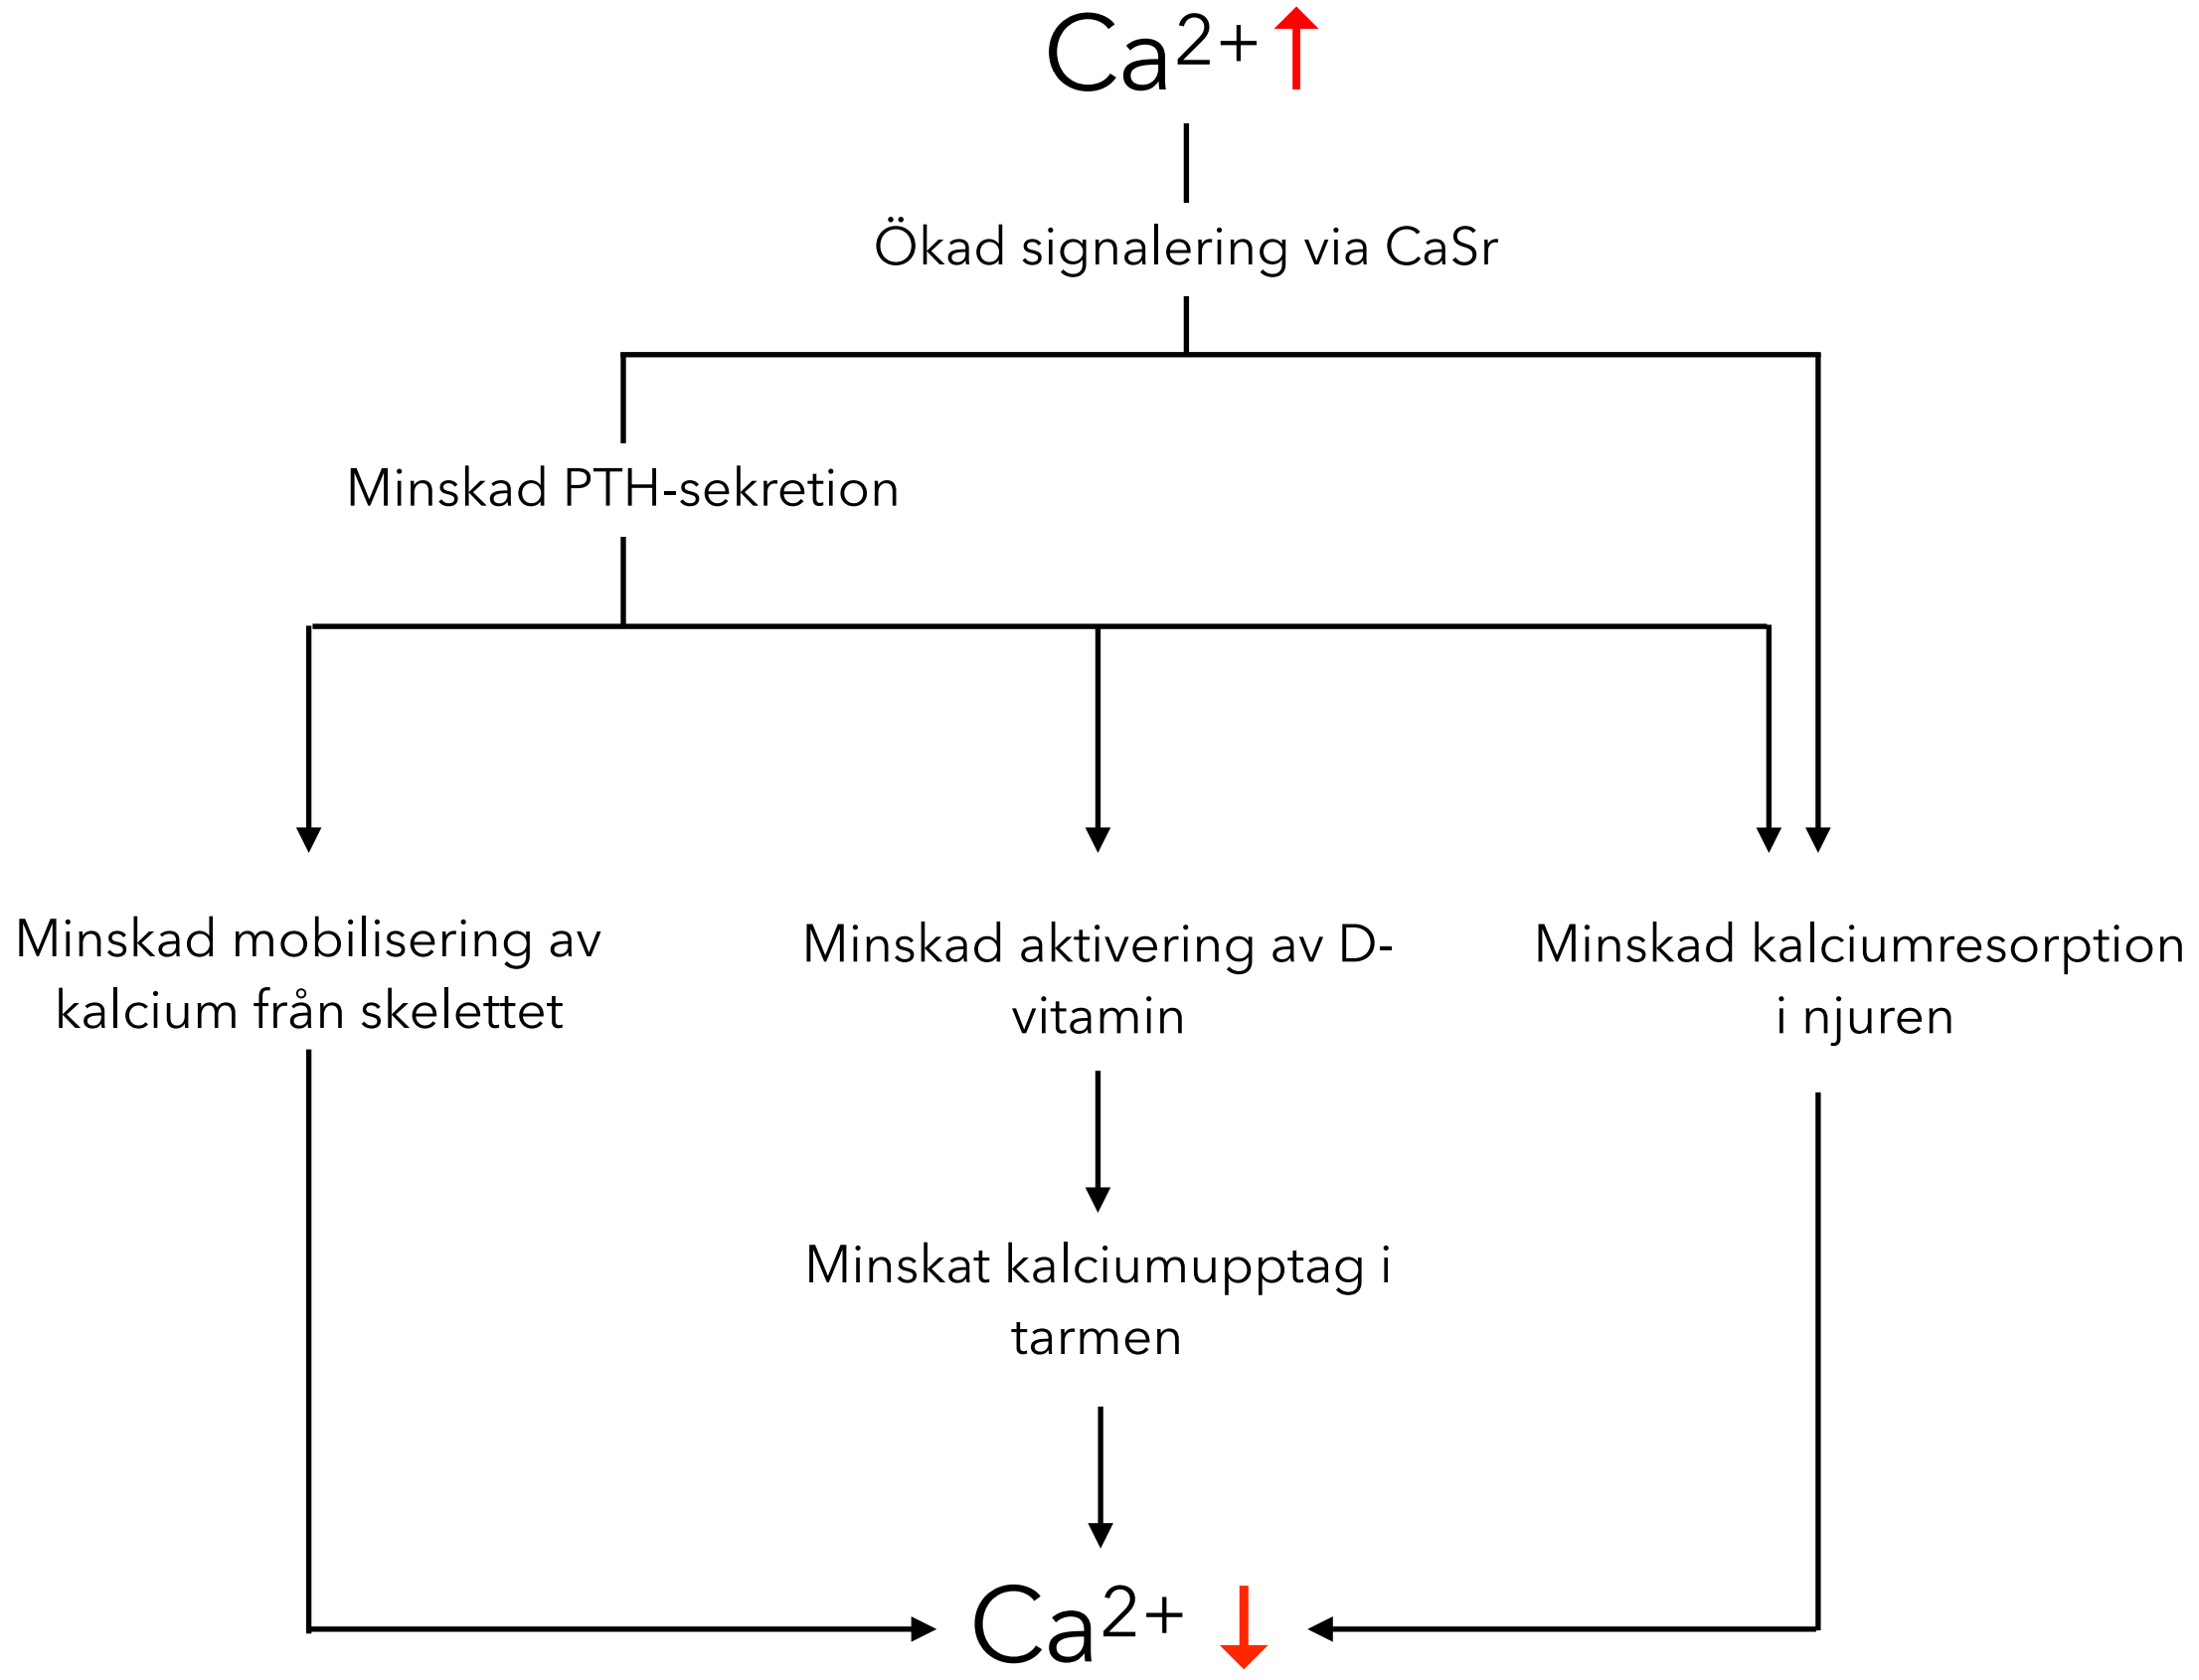 Ca²⁺ ↑
Ökad signalering via CaSr
Minskad PTH-sekretion
Minskad mobilisering av
kalcium från skelettet
Minskad aktivering av D-
vitamin
Minskad kalciumresorption
i njuren
Minskat kalciumupptag i
tarmen
Ca²⁺ ↓